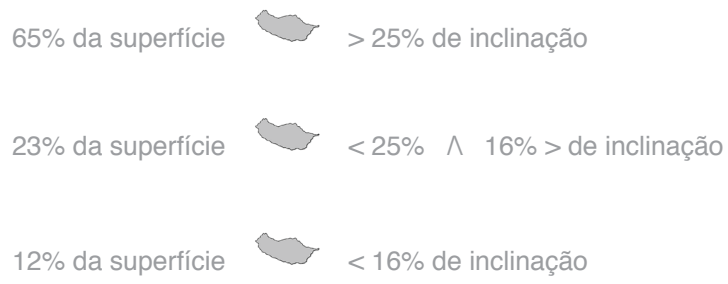 65% da superfície > 25% de inclinação
23% da superfície < 25% /\ 16% > de inclinação
12% da superfície < 16% de inclinação